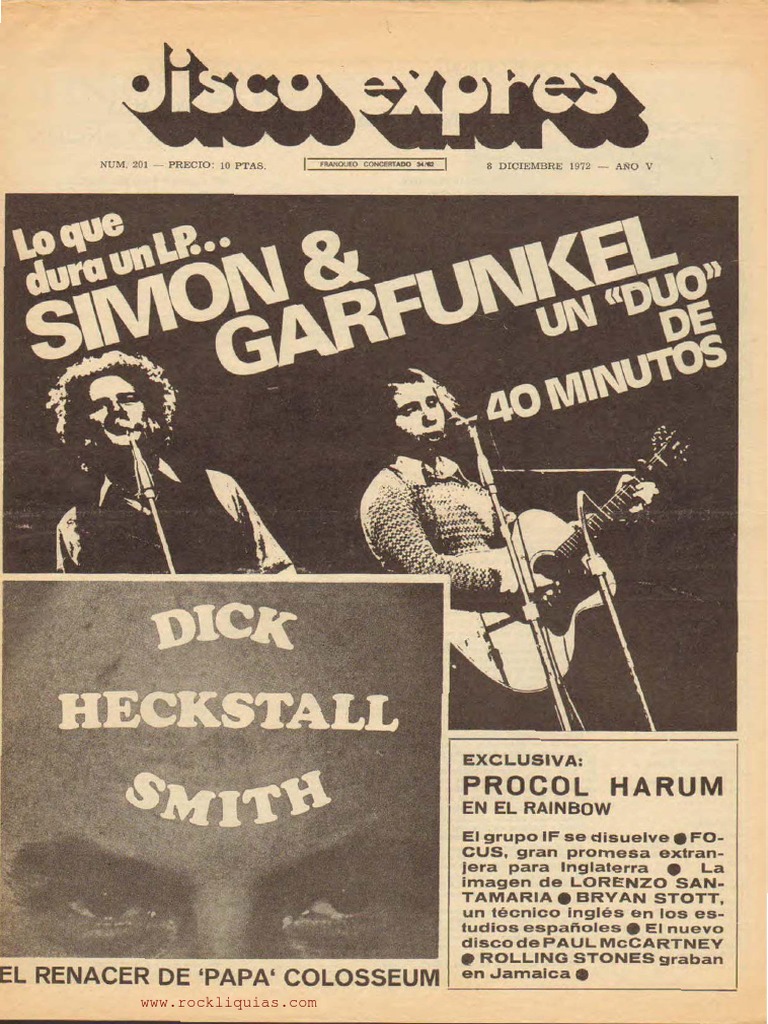 disco expres
NUM. 201 — PRECIO: 10 PTAS.
FRANQUEO CONCERTADO 34/62
8 DICIEMBRE 1972 — AÑO V
Lo que
dura un LP...
SIMON &
GARFUNKEL
UN "DUO"
DE
40 MINUTOS
DICK
HECKSTALL
SMITH
EL RENACER DE 'PAPA' COLOSSEUM
EXCLUSIVA:
PROCOL HARUM
EN EL RAINBOW
El grupo IF se disuelve ● FO-
CUS, gran promesa extran-
jera para Inglaterra ● La
imagen de LORENZO SAN-
TAMARIA ● BRYAN STOTT,
un técnico inglés en los es-
tudios españoles ● El nuevo
disco de PAUL McCARTNEY
● ROLLING STONES graban
en Jamaica ●
www.rockliquias.com